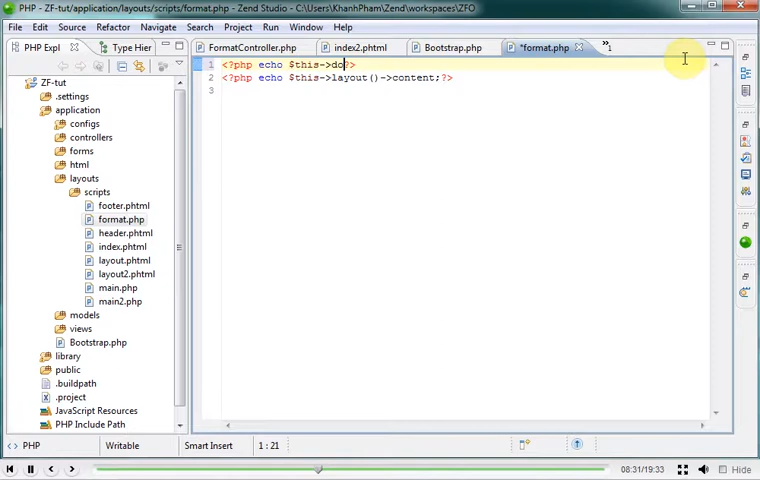 PHP - ZF-tut/application/layouts/scripts/format.php - Zend Studio - C:\Users\KhanhPham\Zend\workspaces\ZFO
File Edit Refactor Navigate Search Project Run Window Help
PHP Expl Type Hier FormatController.php index2.phtml Bootstrap.php *format.php »1
ZF-tut
.settings
application
configs
controllers
forms
html
layouts
scripts
footer.phtml
format.php
header.phtml
index.phtml
layout.phtml
layout2.phtml
main.php
main2.php
models
views
Bootstrap.php
library
public
.buildpath
.project
JavaScript Resources
PHP Include Path
1 <?php echo $this->do?>
2 <?php echo $this->layout()->content;?>
3
<> PHP Writable Smart Insert 1 : 21
08:31/19:33 Hide